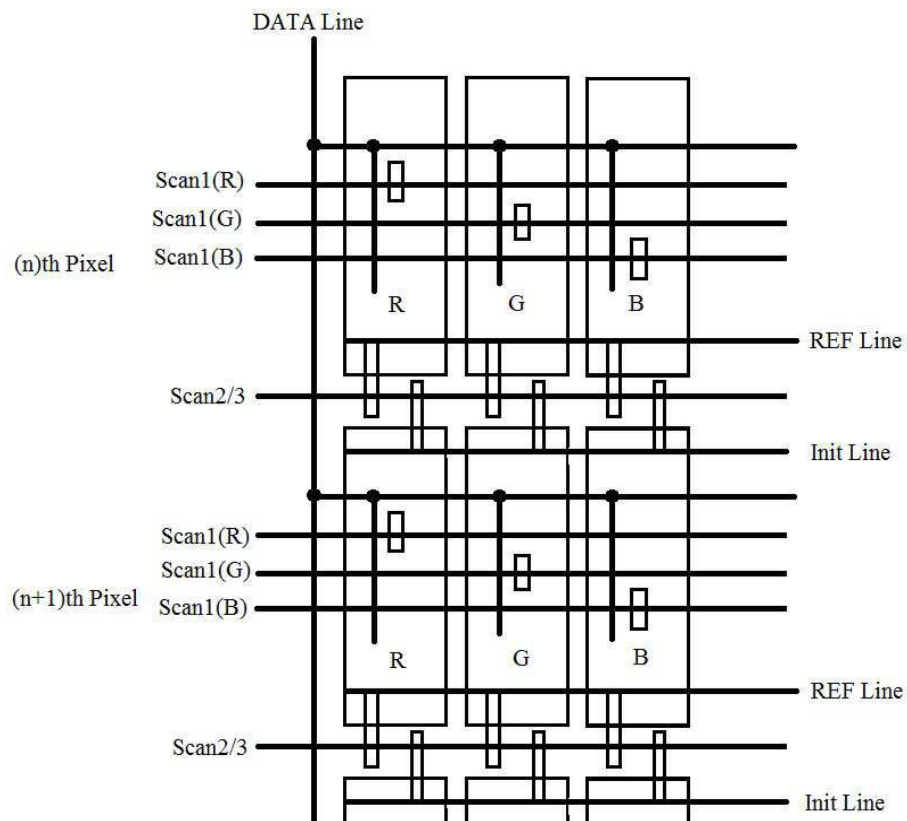 DATA Line
Scan1(R)
Scan1(G)
(n)th Pixel
Scan1(B)
R
G
B
REF Line
Scan2/3
Init Line
Scan1(R)
Scan1(G)
(n+1)th Pixel
Scan1(B)
R
G
B
REF Line
Scan2/3
Init Line